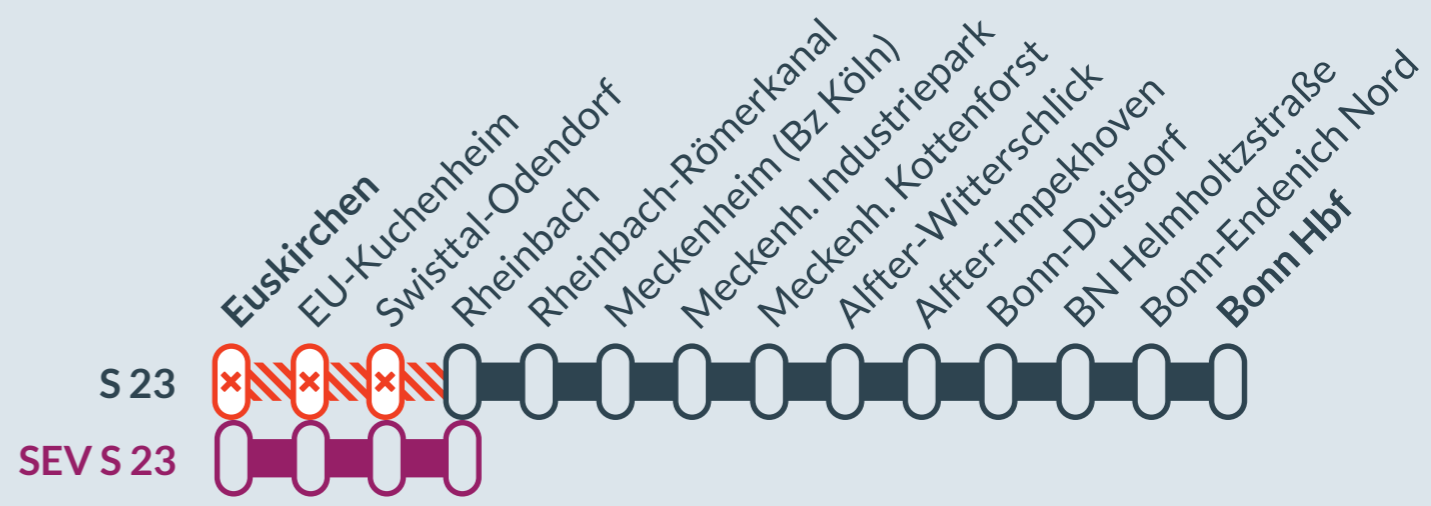 Euskirchen
EU-Kuchenheim
Swisttal-Odendorf
Rheinbach
Rheinbach-Römerkanal
Meckenheim (Bz Köln)
Meckenh. Industriepark
Meckenh. Kottenforst
Alfter-Witterschlick
Alfter-Impekhoven
Bonn-Duisdorf
BN Helmholtzstraße
Bonn-Endenich Nord
Bonn Hbf
S 23
SEV S 23